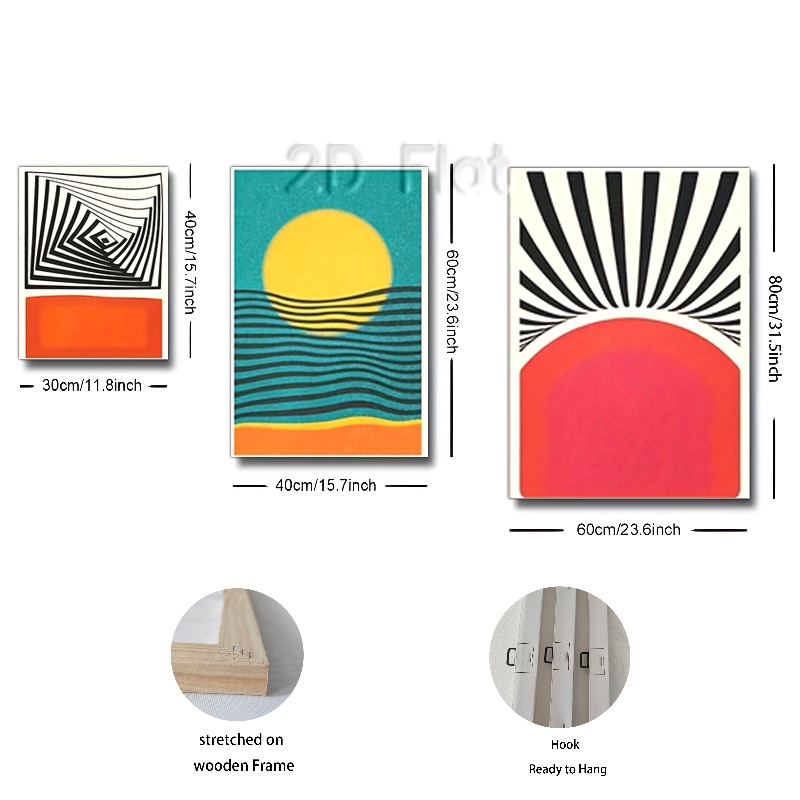 2D Flat
40cm/15.7inch
30cm/11.8inch
60cm/23.6inch
40cm/15.7inch
80cm/31.5inch
60cm/23.6inch
stretched on
wooden Frame
Hook
Ready to Hang